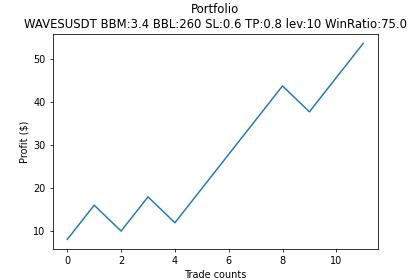 Portfolio
WAVESUSDT BBM:3.4 BBL:260 SL:0.6 TP:0.8 lev:10 WinRatio:75.0
Profit ($)
50
40
30
20
10
0
2
4
6
8
10
Trade counts